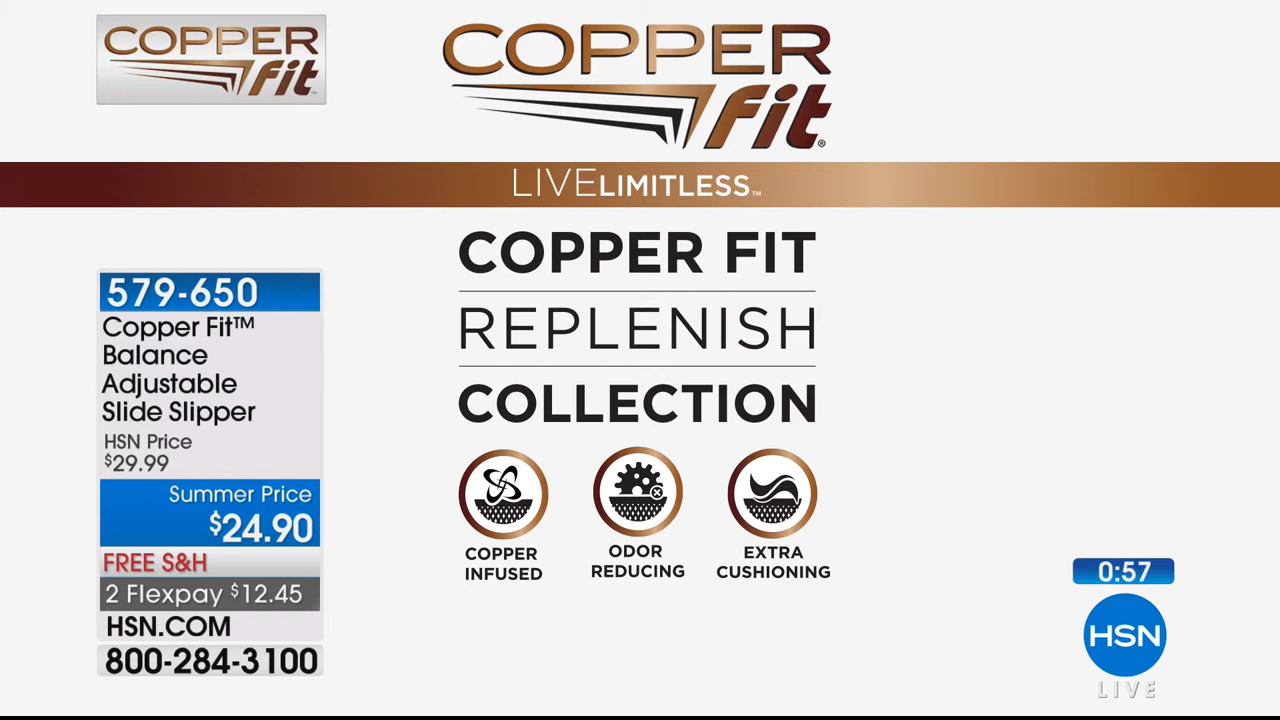 COPPER
fit™
COPPER
fit®
LIVELIMITLESS™
COPPER FIT
REPLENISH
COLLECTION
COPPER
INFUSED
ODOR
REDUCING
EXTRA
CUSHIONING
579-650
Copper Fit™
Balance
Adjustable
Slide Slipper
HSN Price
$29.99
Summer Price
$24.90
FREE S&H
2 Flexpay $12.45
HSN.COM
800-284-3100
0:57
HSN
LIVE